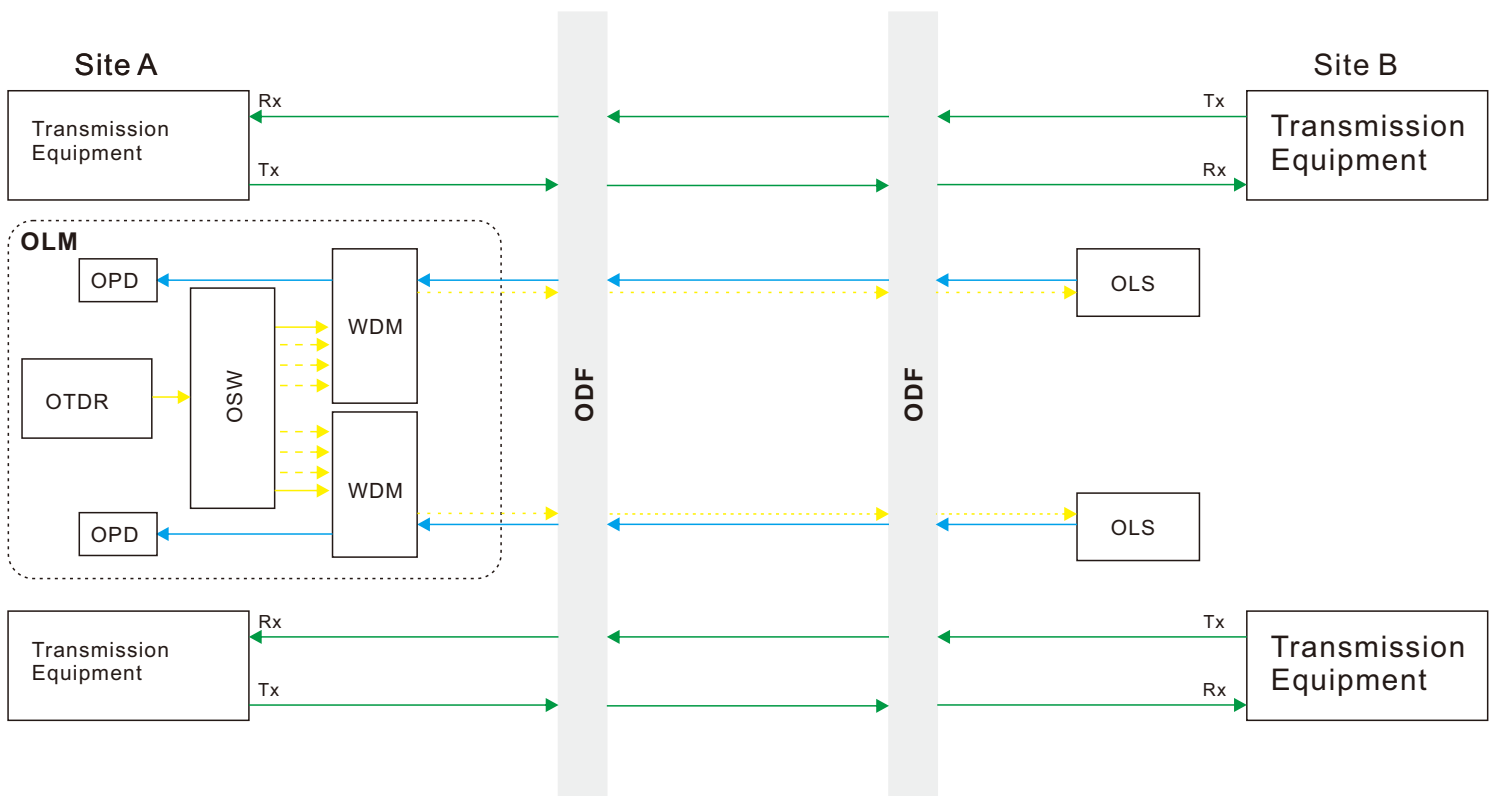 Site A
Site B
Rx
Tx
Transmission
Equipment
Transmission
Equipment
Tx
Rx
OLM
OPD
WDM
OLS
OTDR
OSW
ODF
ODF
WDM
OPD
OLS
Rx
Tx
Transmission
Equipment
Transmission
Equipment
Tx
Rx